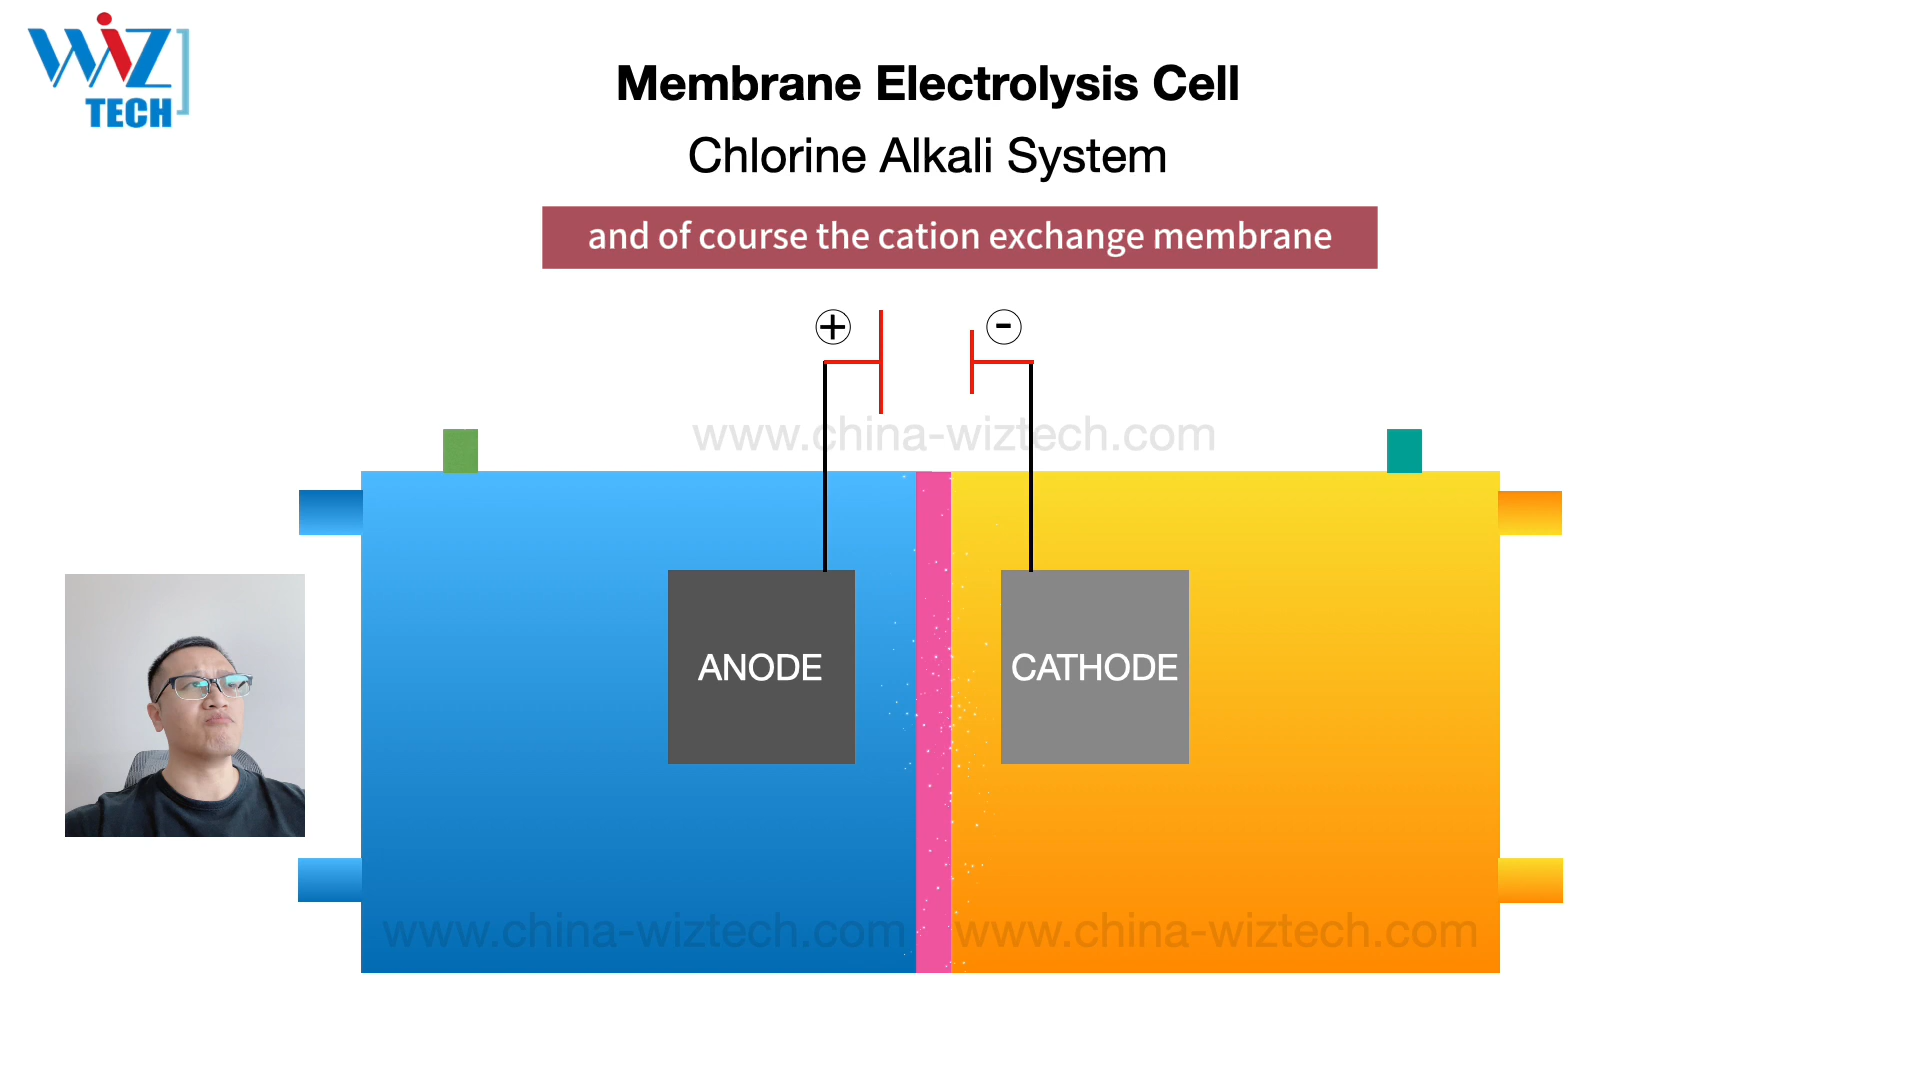 WIZ
TECH
Membrane Electrolysis Cell
Chlorine Alkali System
and of course the cation exchange membrane
+
-
www.china-wiztech.com
ANODE
CATHODE
www.china-wiztech.com
www.china-wiztech.com